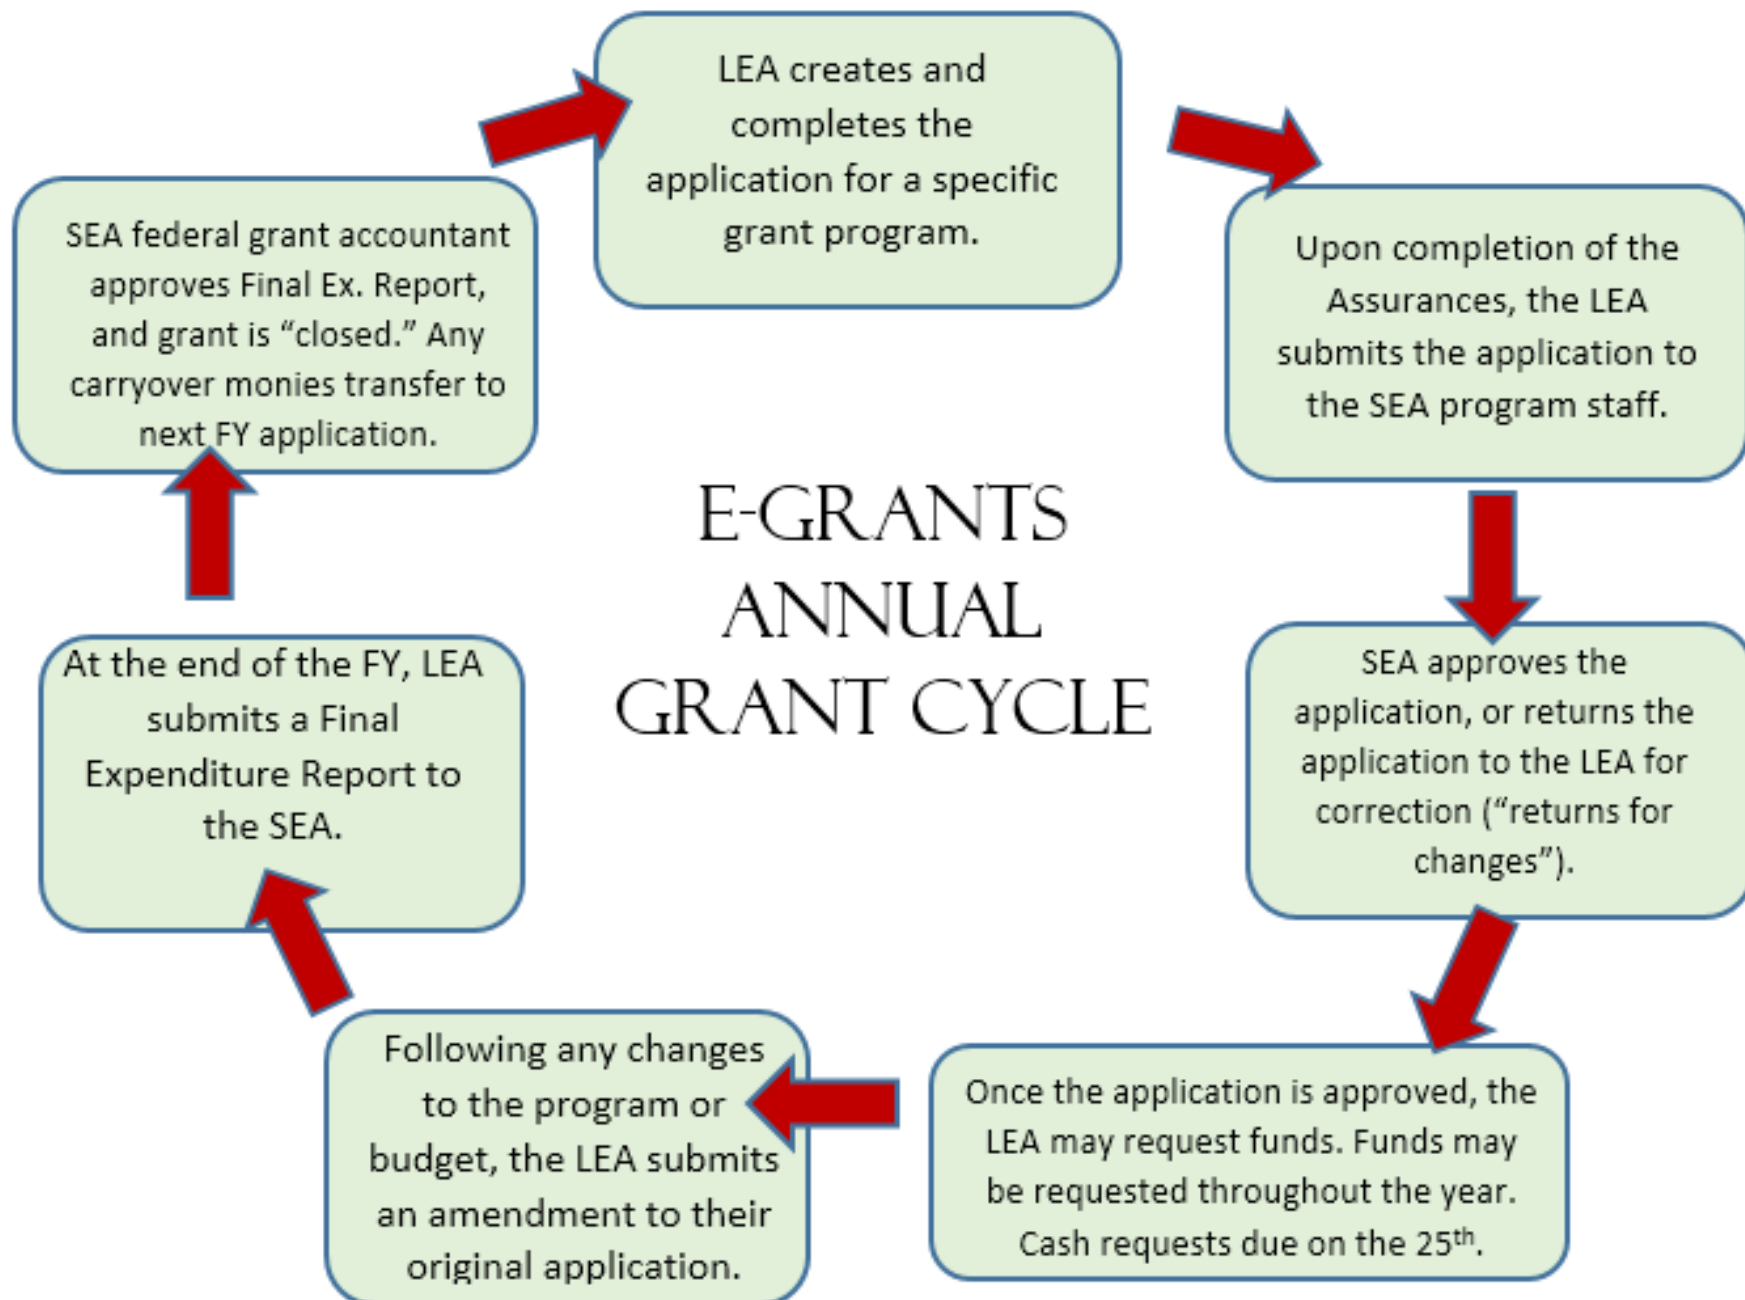 LEA creates and
completes the
application for a specific
grant program.
Upon completion of the
Assurances, the LEA
submits the application to
the SEA program staff.
SEA approves the
application, or returns the
application to the LEA for
correction (“returns for
changes”).
Once the application is approved, the
LEA may request funds. Funds may
be requested throughout the year.
Cash requests due on the 25th.
Following any changes
to the program or
budget, the LEA submits
an amendment to their
original application.
At the end of the FY, LEA
submits a Final
Expenditure Report to
the SEA.
SEA federal grant accountant
approves Final Ex. Report,
and grant is “closed.” Any
carryover monies transfer to
next FY application.
E-GRANTS
ANNUAL
GRANT CYCLE